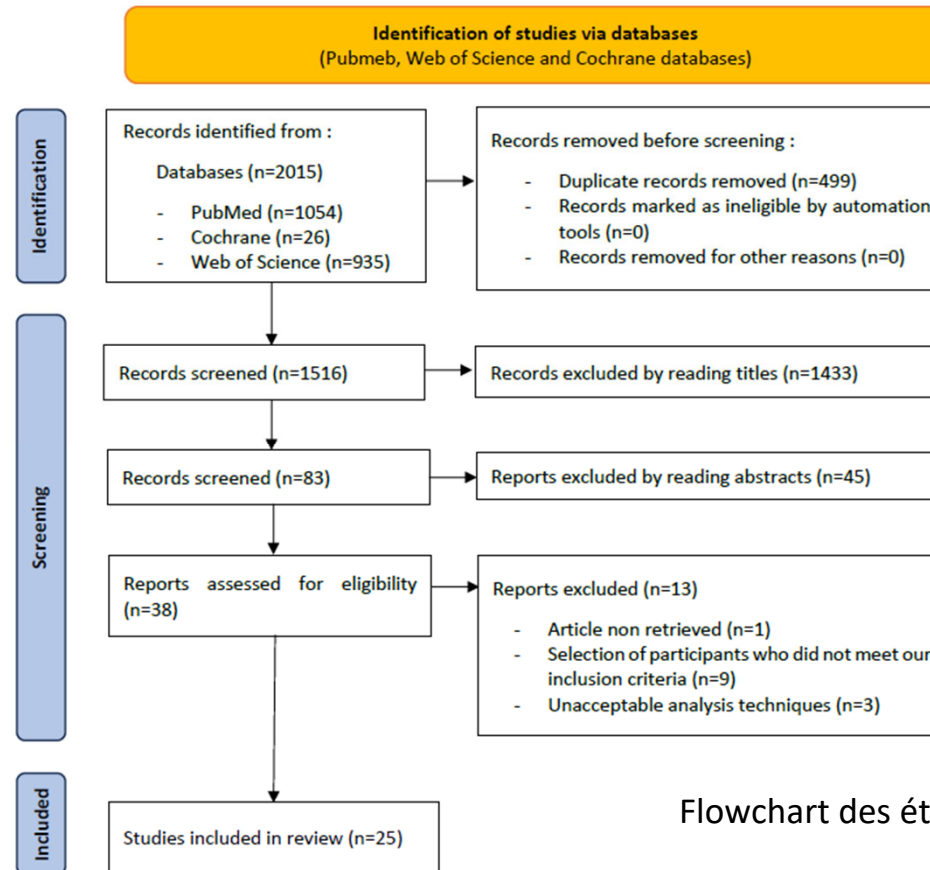 Identification of studies via databases
(Pubmeb, Web of Science and Cochrane databases)
Identification
Records identified from :
Databases (n=2015)
- PubMed (n=1054)
- Cochrane (n=26)
- Web of Science (n=935)
Records removed before screening :
- Duplicate records removed (n=499)
- Records marked as ineligible by automation
tools (n=0)
- Records removed for other reasons (n=0)
Screening
Records screened (n=1516)
Records excluded by reading titles (n=1433)
Records screened (n=83)
Reports excluded by reading abstracts (n=45)
Reports assessed for eligibility
(n=38)
Reports excluded (n=13)
- Article non retrieved (n=1)
- Selection of participants who did not meet our
inclusion criteria (n=9)
- Unacceptable analysis techniques (n=3)
Included
Studies included in review (n=25)
Flowchart des ét